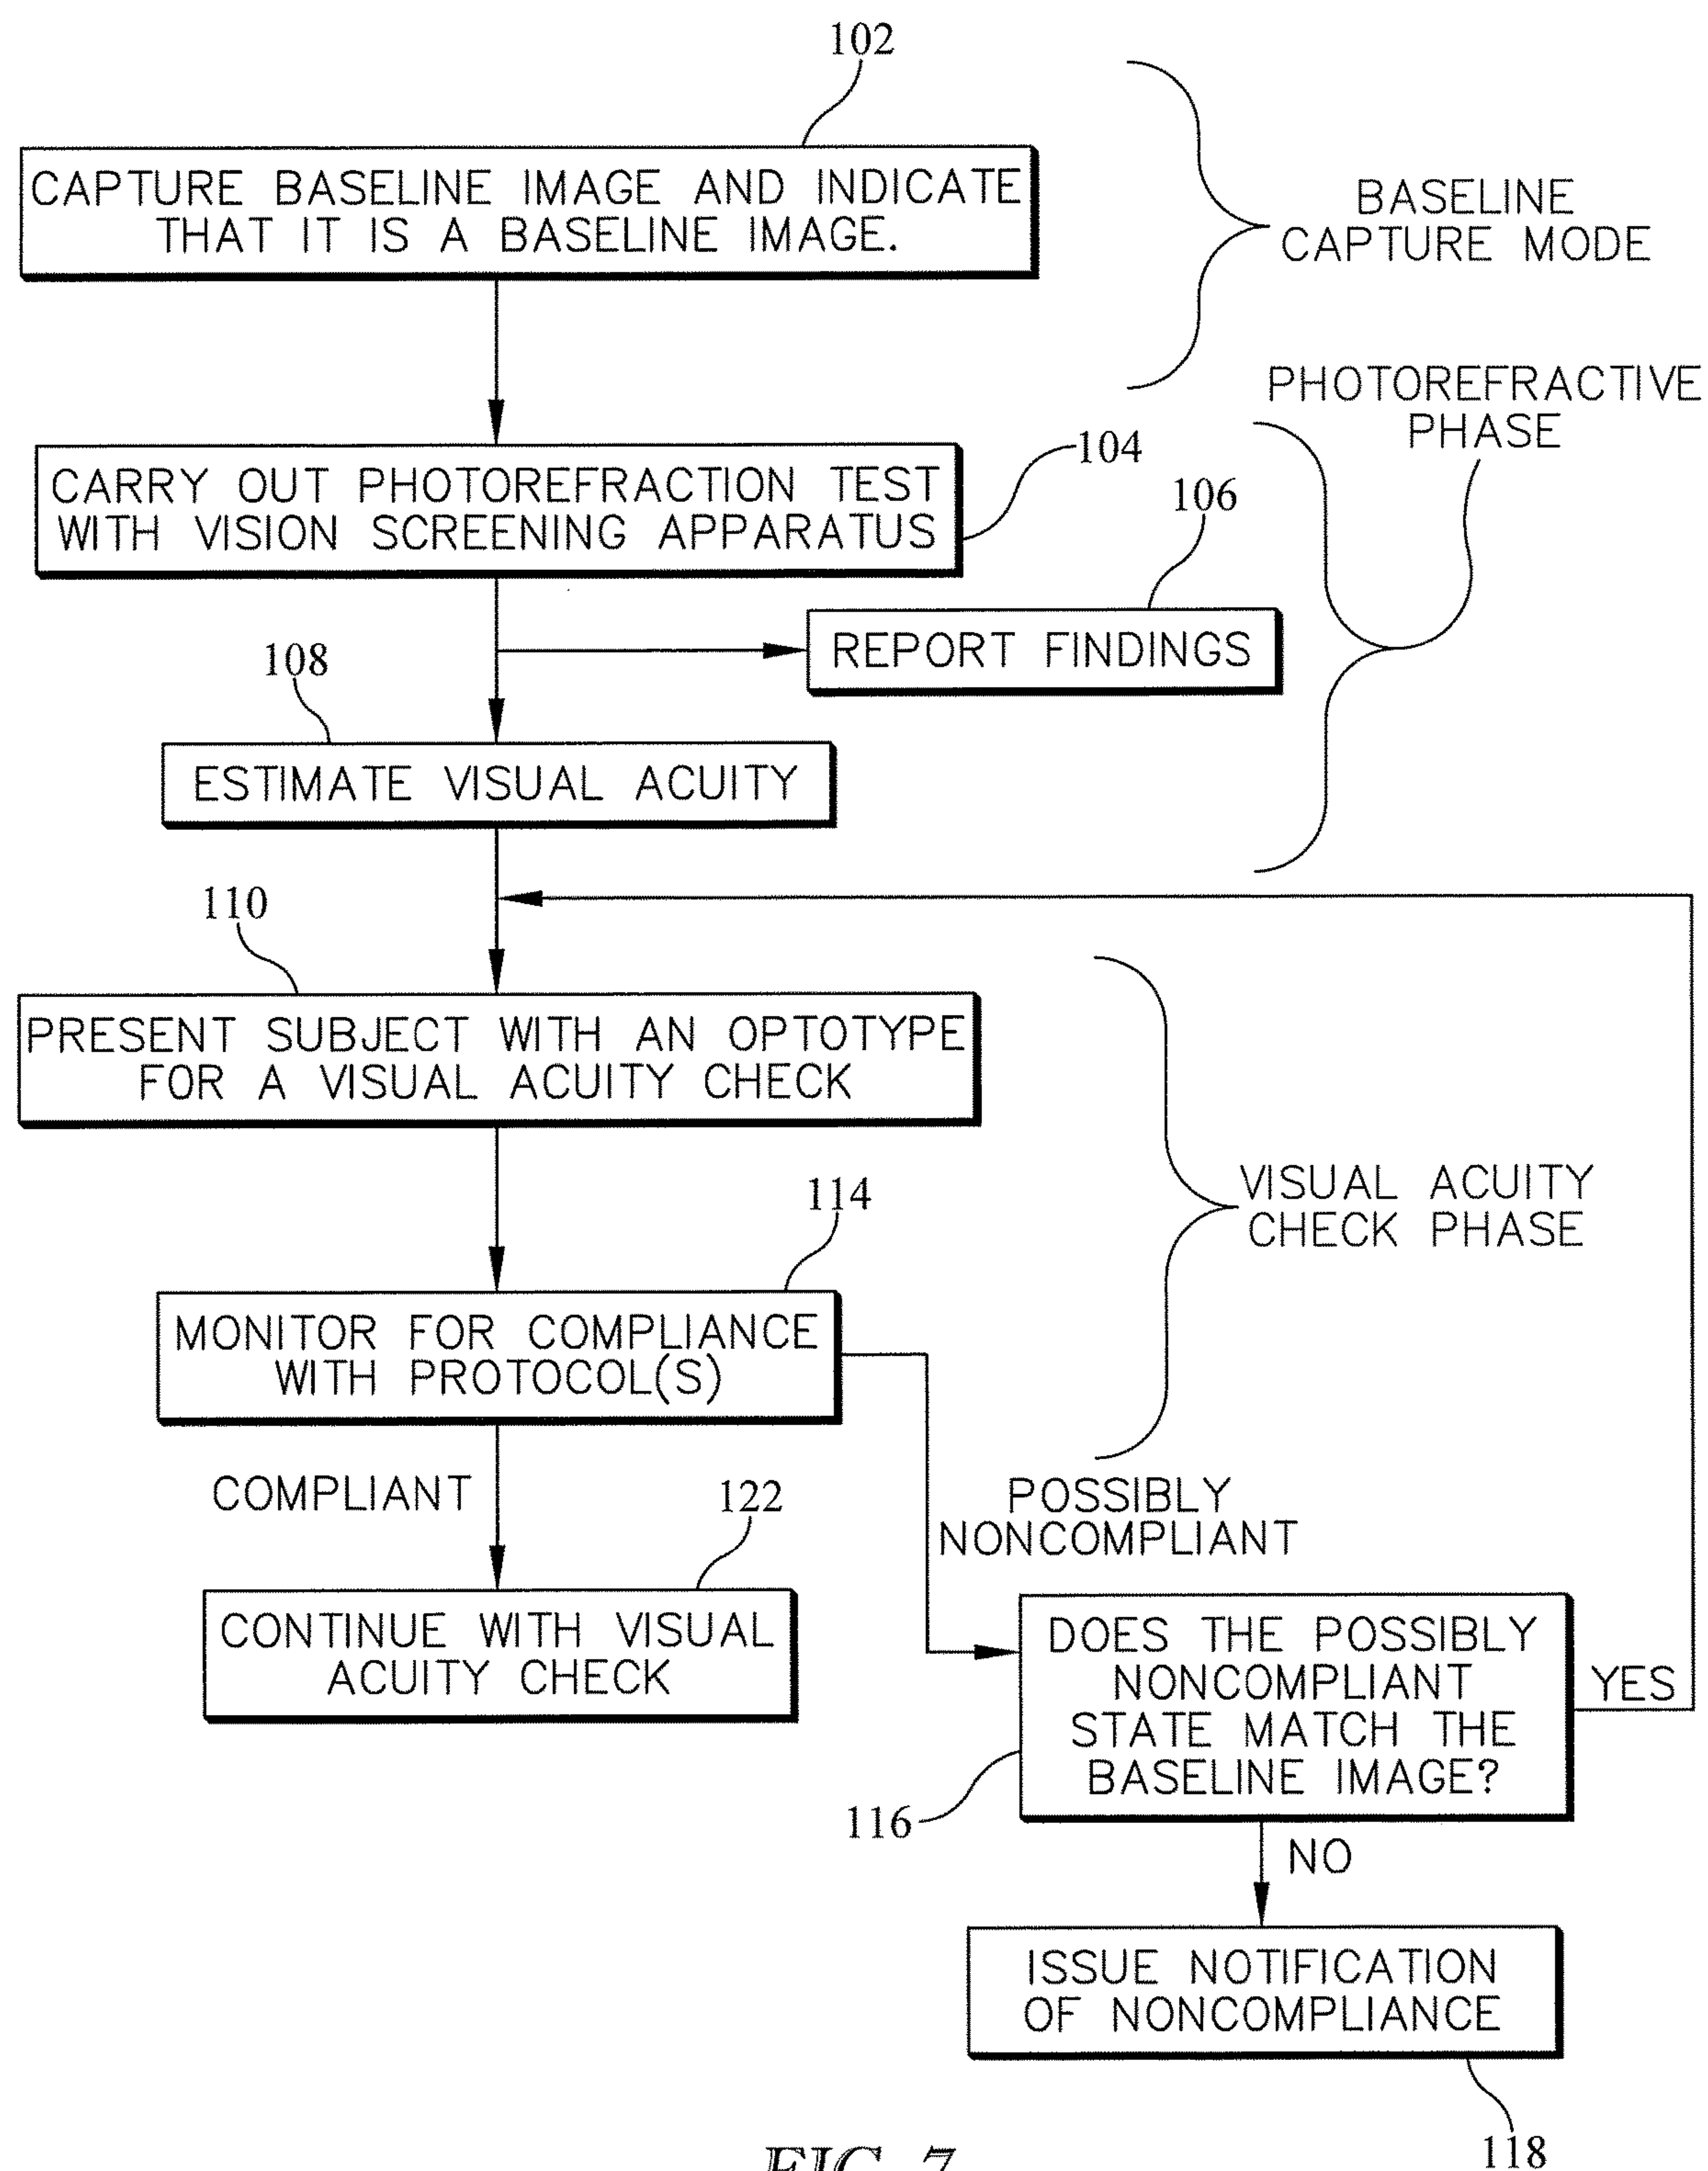 102
CAPTURE BASELINE IMAGE AND INDICATE
THAT IT IS A BASELINE IMAGE.
BASELINE
CAPTURE MODE
PHOTOREFRACTIVE
PHASE
CARRY OUT PHOTOREFRACTION TEST
WITH VISION SCREENING APPARATUS
104
106
REPORT FINDINGS
108
ESTIMATE VISUAL ACUITY
110
PRESENT SUBJECT WITH AN OPTOTYPE
FOR A VISUAL ACUITY CHECK
VISUAL ACUITY
CHECK PHASE
114
MONITOR FOR COMPLIANCE
WITH PROTOCOL(S)
COMPLIANT
POSSIBLY
NONCOMPLIANT
122
CONTINUE WITH VISUAL
ACUITY CHECK
DOES THE POSSIBLY
NONCOMPLIANT
STATE MATCH THE
BASELINE IMAGE?
YES
116
NO
ISSUE NOTIFICATION
OF NONCOMPLIANCE
118
FIG. 7